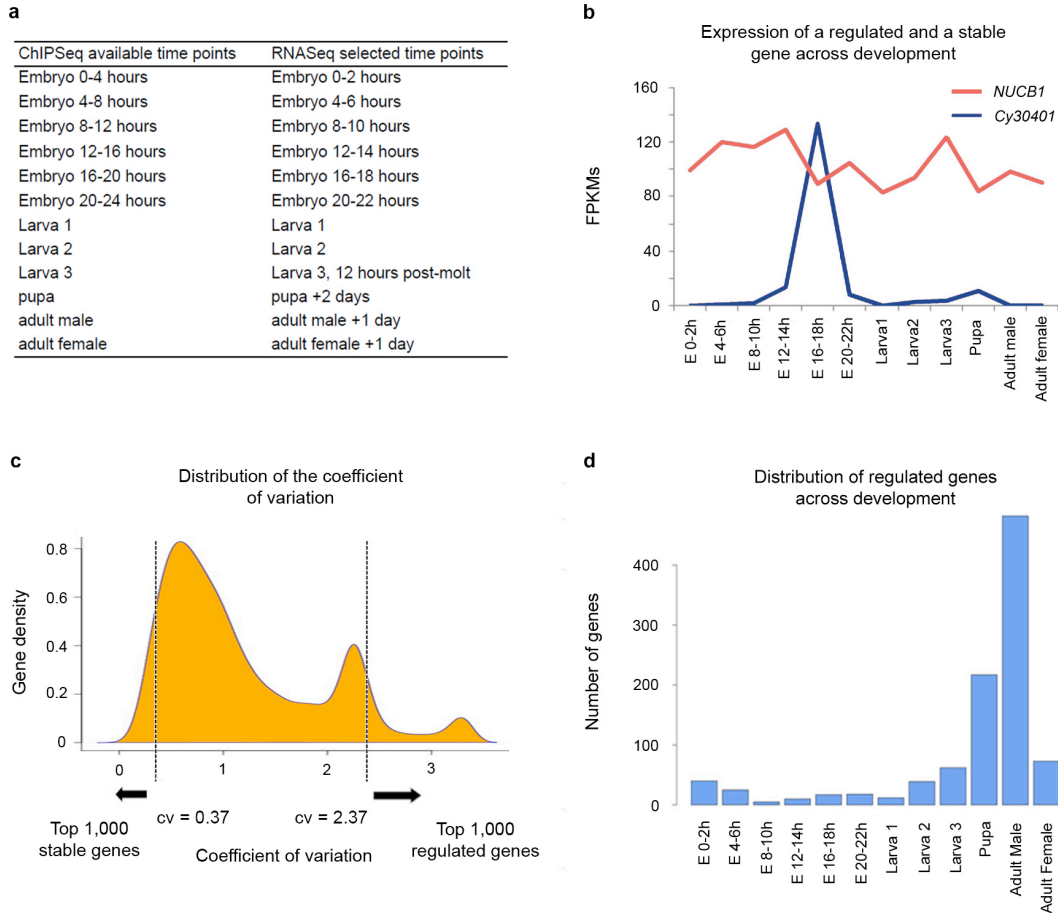 a
ChIPSeq available time points RNASeq selected time points
Embryo 0-4 hours Embryo 0-2 hours
Embryo 4-8 hours Embryo 4-6 hours
Embryo 8-12 hours Embryo 8-10 hours
Embryo 12-16 hours Embryo 12-14 hours
Embryo 16-20 hours Embryo 16-18 hours
Embryo 20-24 hours Embryo 20-22 hours
Larva 1 Larva 1
Larva 2 Larva 2
Larva 3 Larva 3, 12 hours post-molt
pupa pupa +2 days
adult male adult male +1 day
adult female adult female +1 day
b
Expression of a regulated and a stable
gene across development
NUCB1
Cy30401
FPKMs
160
120
80
40
0
E 0-2h
E 4-6h
E 8-10h
E 12-14h
E 16-18h
E 20-22h
Larva1
Larva2
Larva3
Pupa
Adult male
Adult female
c
Distribution of the coefficient
of variation
Gene density
0.8
0.6
0.4
0.2
0
0 1 2 3
cv = 0.37 cv = 2.37
Top 1,000
stable genes
Coefficient of variation
Top 1,000
regulated genes
d
Distribution of regulated genes
across development
Number of genes
400
300
200
100
0
E 0-2h
E 4-6h
E 8-10h
E 12-14h
E 16-18h
E 20-22h
Larva 1
Larva 2
Larva 3
Pupa
Adult Male
Adult Female